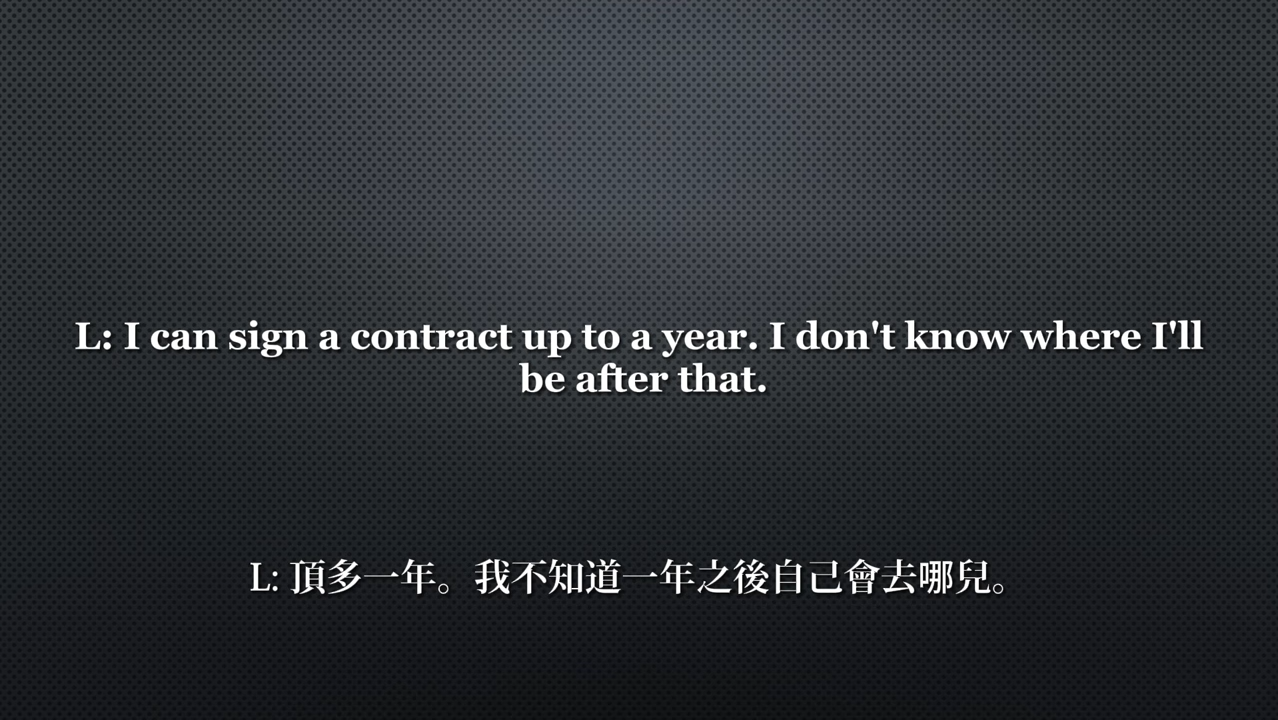 L: I can sign a contract up to a year. I don't know where I'll
be after that.
L: 頂多一年。我不知道一年之後自己會去哪兒。